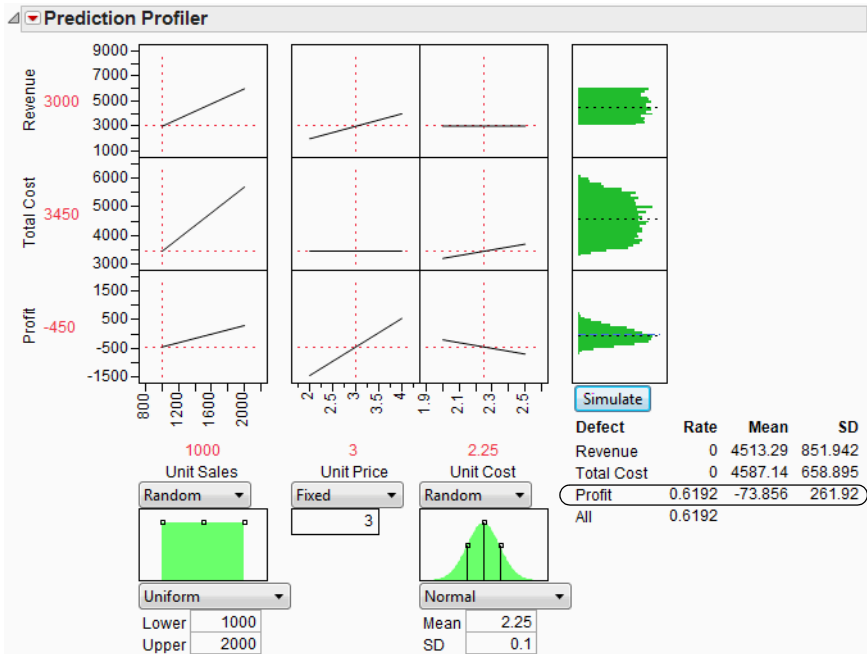 Prediction Profiler
Revenue
3000
9000
7000
5000
3000
1000
Total Cost
3450
6000
5000
4000
3000
Profit
-450
1500
500
-500
-1500
800
1200
1600
2000
2
2.5
3
3.5
4
1.9
2.1
2.3
2.5
1000
3
2.25
Unit Sales
Unit Price
Unit Cost
Random
Fixed
Random
3
Uniform
Normal
Lower 1000
Upper 2000
Mean 2.25
SD 0.1
Simulate
Defect Rate Mean SD
Revenue 0 4513.29 851.942
Total Cost 0 4587.14 658.895
Profit 0.6192 -73.856 261.92
All 0.6192